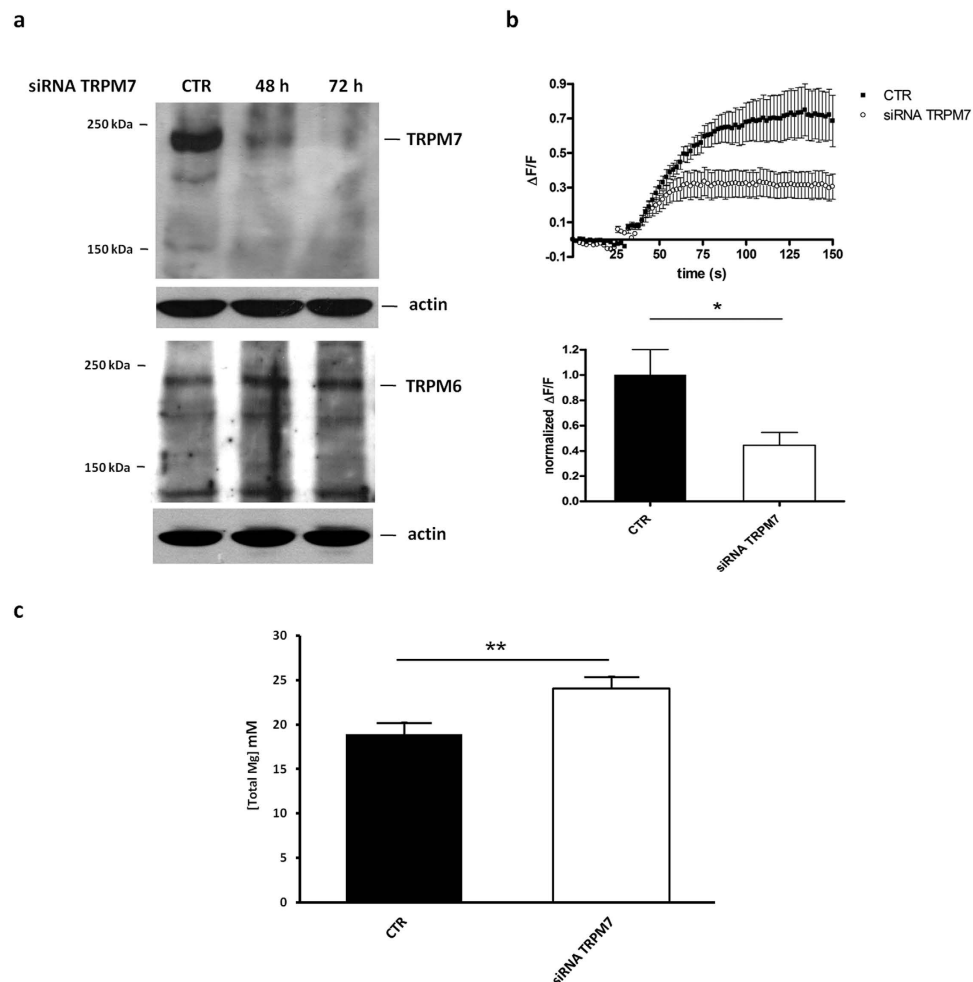 a
siRNA TRPM7 CTR 48 h 72 h
250 kDa
TRPM7
150 kDa
actin
250 kDa
TRPM6
150 kDa
actin
b
0.9
0.7
0.5
0.3
0.1
-0.1
ΔF/F
25 50 75 100 125 150
time (s)
CTR
siRNA TRPM7
*
1.2
1.0
0.8
0.6
0.4
0.2
0.0
normalized ΔF/F
CTR
siRNA TRPM7
c
30
25
20
15
10
5
0
[Total Mg] mM
**
CTR
siRNA TRPM7